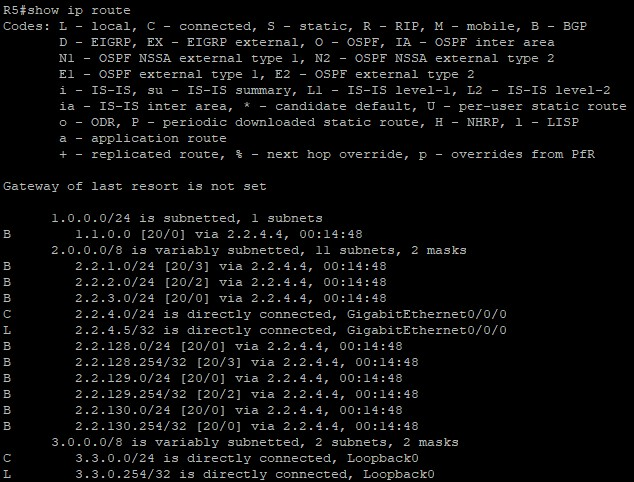 R5#show ip route
Codes: L - local, C - connected, S - static, R - RIP, M - mobile, B - BGP
       D - EIGRP, EX - EIGRP external, O - OSPF, IA - OSPF inter area
       N1 - OSPF NSSA external type 1, N2 - OSPF NSSA external type 2
       E1 - OSPF external type 1, E2 - OSPF external type 2
       i - IS-IS, su - IS-IS summary, L1 - IS-IS level-1, L2 - IS-IS level-2
       ia - IS-IS inter area, * - candidate default, U - per-user static route
       o - ODR, P - periodic downloaded static route, H - NHRP, l - LISP
       a - application route
       + - replicated route, % - next hop override, p - overrides from PfR
Gateway of last resort is not set
      1.0.0.0/24 is subnetted, 1 subnets
B        1.1.0.0 [20/0] via 2.2.4.4, 00:14:48
      2.0.0.0/8 is variably subnetted, 11 subnets, 2 masks
B        2.2.1.0/24 [20/3] via 2.2.4.4, 00:14:48
B        2.2.2.0/24 [20/2] via 2.2.4.4, 00:14:48
B        2.2.3.0/24 [20/0] via 2.2.4.4, 00:14:48
C        2.2.4.0/24 is directly connected, GigabitEthernet0/0/0
L        2.2.4.5/32 is directly connected, GigabitEthernet0/0/0
B        2.2.128.0/24 [20/0] via 2.2.4.4, 00:14:48
B        2.2.128.254/32 [20/3] via 2.2.4.4, 00:14:48
B        2.2.129.0/24 [20/0] via 2.2.4.4, 00:14:48
B        2.2.129.254/32 [20/2] via 2.2.4.4, 00:14:48
B        2.2.130.0/24 [20/0] via 2.2.4.4, 00:14:48
B        2.2.130.254/32 [20/0] via 2.2.4.4, 00:14:48
      3.0.0.0/8 is variably subnetted, 2 subnets, 2 masks
C        3.3.0.0/24 is directly connected, Loopback0
L        3.3.0.254/32 is directly connected, Loopback0